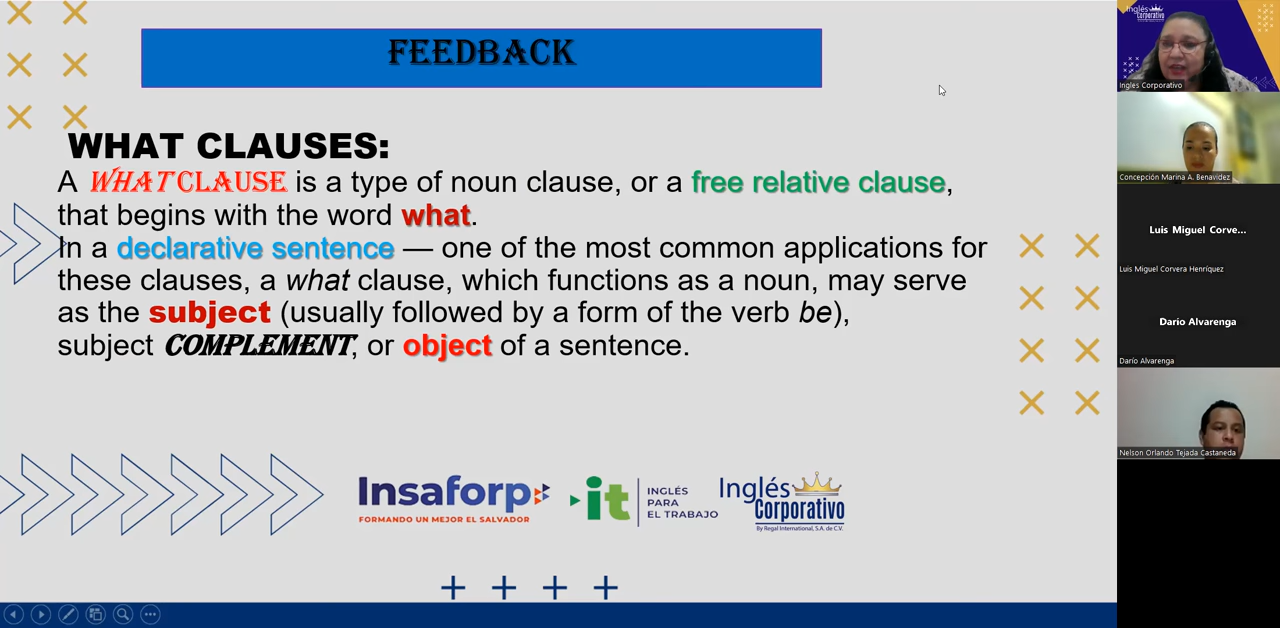 FEEDBACK
WHAT CLAUSES:
A WHAT CLAUSE is a type of noun clause, or a free relative clause,
that begins with the word what.
In a declarative sentence — one of the most common applications for
these clauses, a what clause, which functions as a noun, may serve
as the subject (usually followed by a form of the verb be),
subject COMPLEMENT, or object of a sentence.
Insaforp
FORMANDO UN MEJOR EL SALVADOR
it
INGLÉS
PARA
EL TRABAJO
Inglés
Corporativo
By Regal International, S.A. de C.V.
Inglés
Corporativo
Ingles Corporativo
Concepción Marina A. Benavidez
Luis Miguel Corve...
Luis Miguel Corvera Henríquez
Dario Alvarenga
Darío Alvarenga
Nelson Orlando Tejada Castaneda